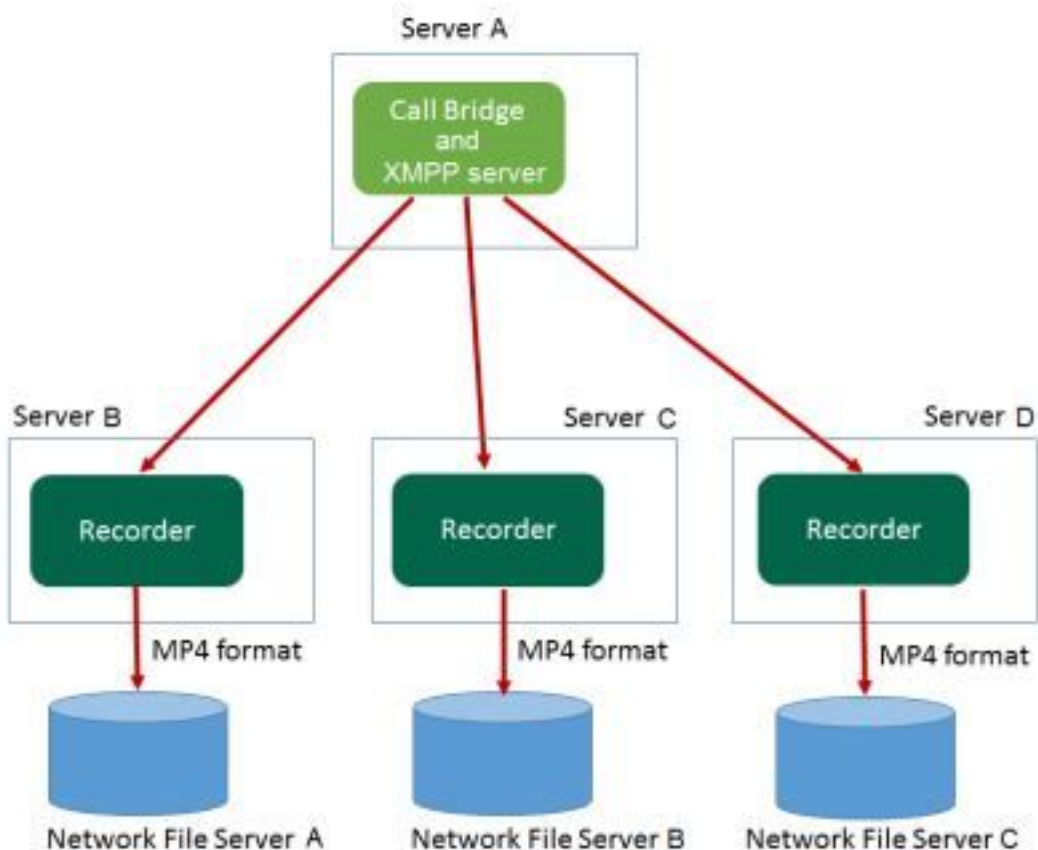 Server A
Call Bridge
and
XMPP server
Server B
Server C
Server D
Recorder
Recorder
Recorder
MP4 format
MP4 format
MP4 format
Network File Server A
Network File Server B
Network File Server C